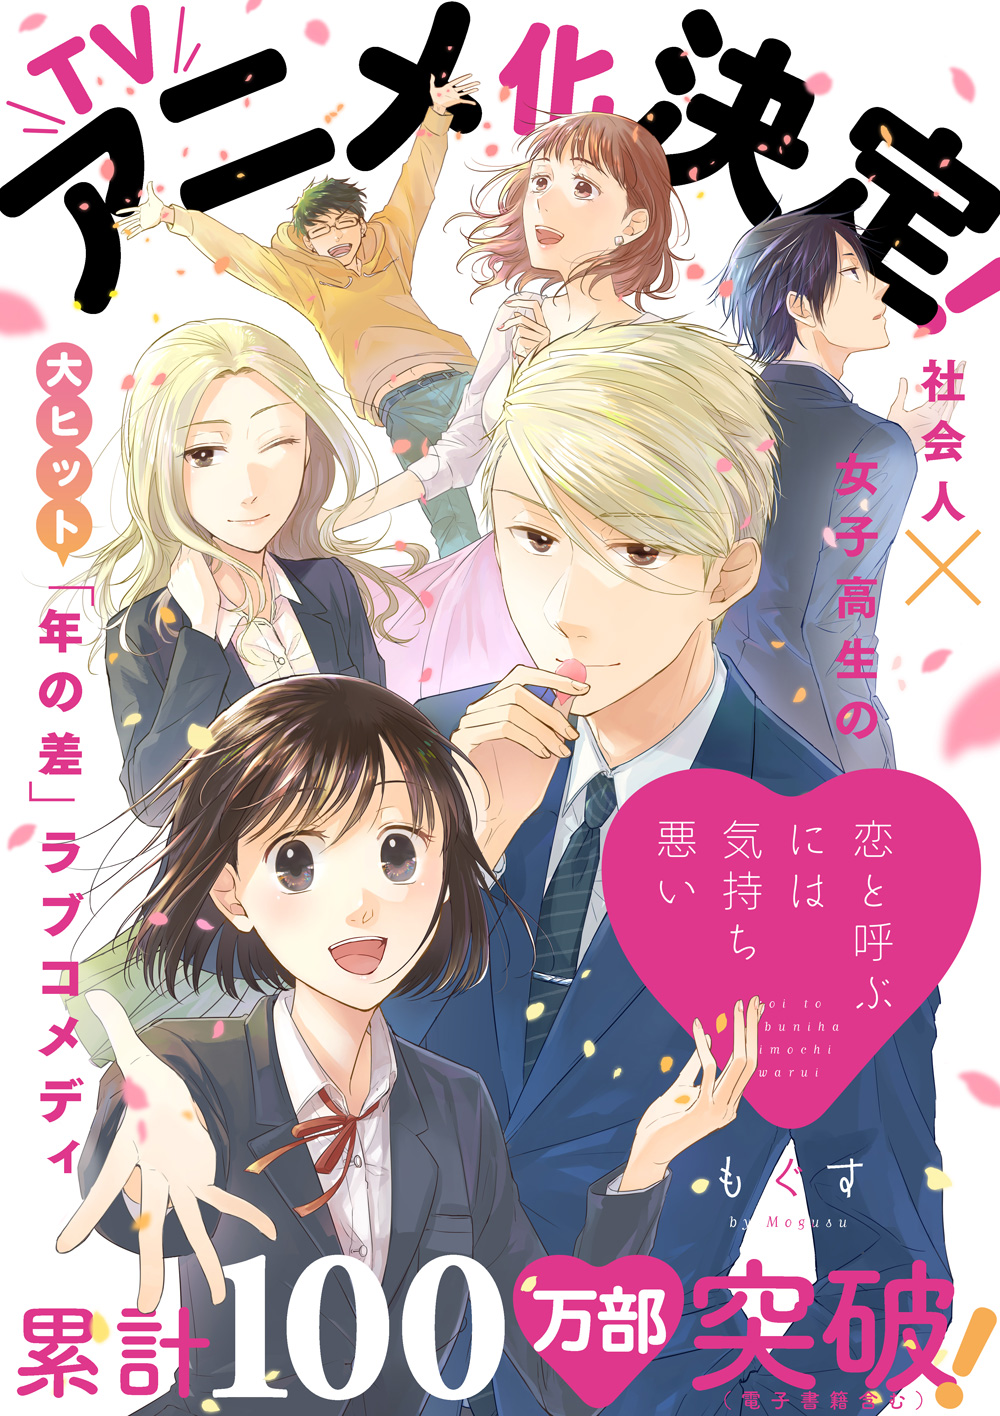 TV
アニメ化決定!
社会人×
女子高生の
大ヒット
「年の差」ラブコメディ
恋と呼ぶ
には
気持ち
悪い
oi to
buniha
imochi
warui
もぐす
by Mogusu
累計100万部突破!
(電子書籍含む)